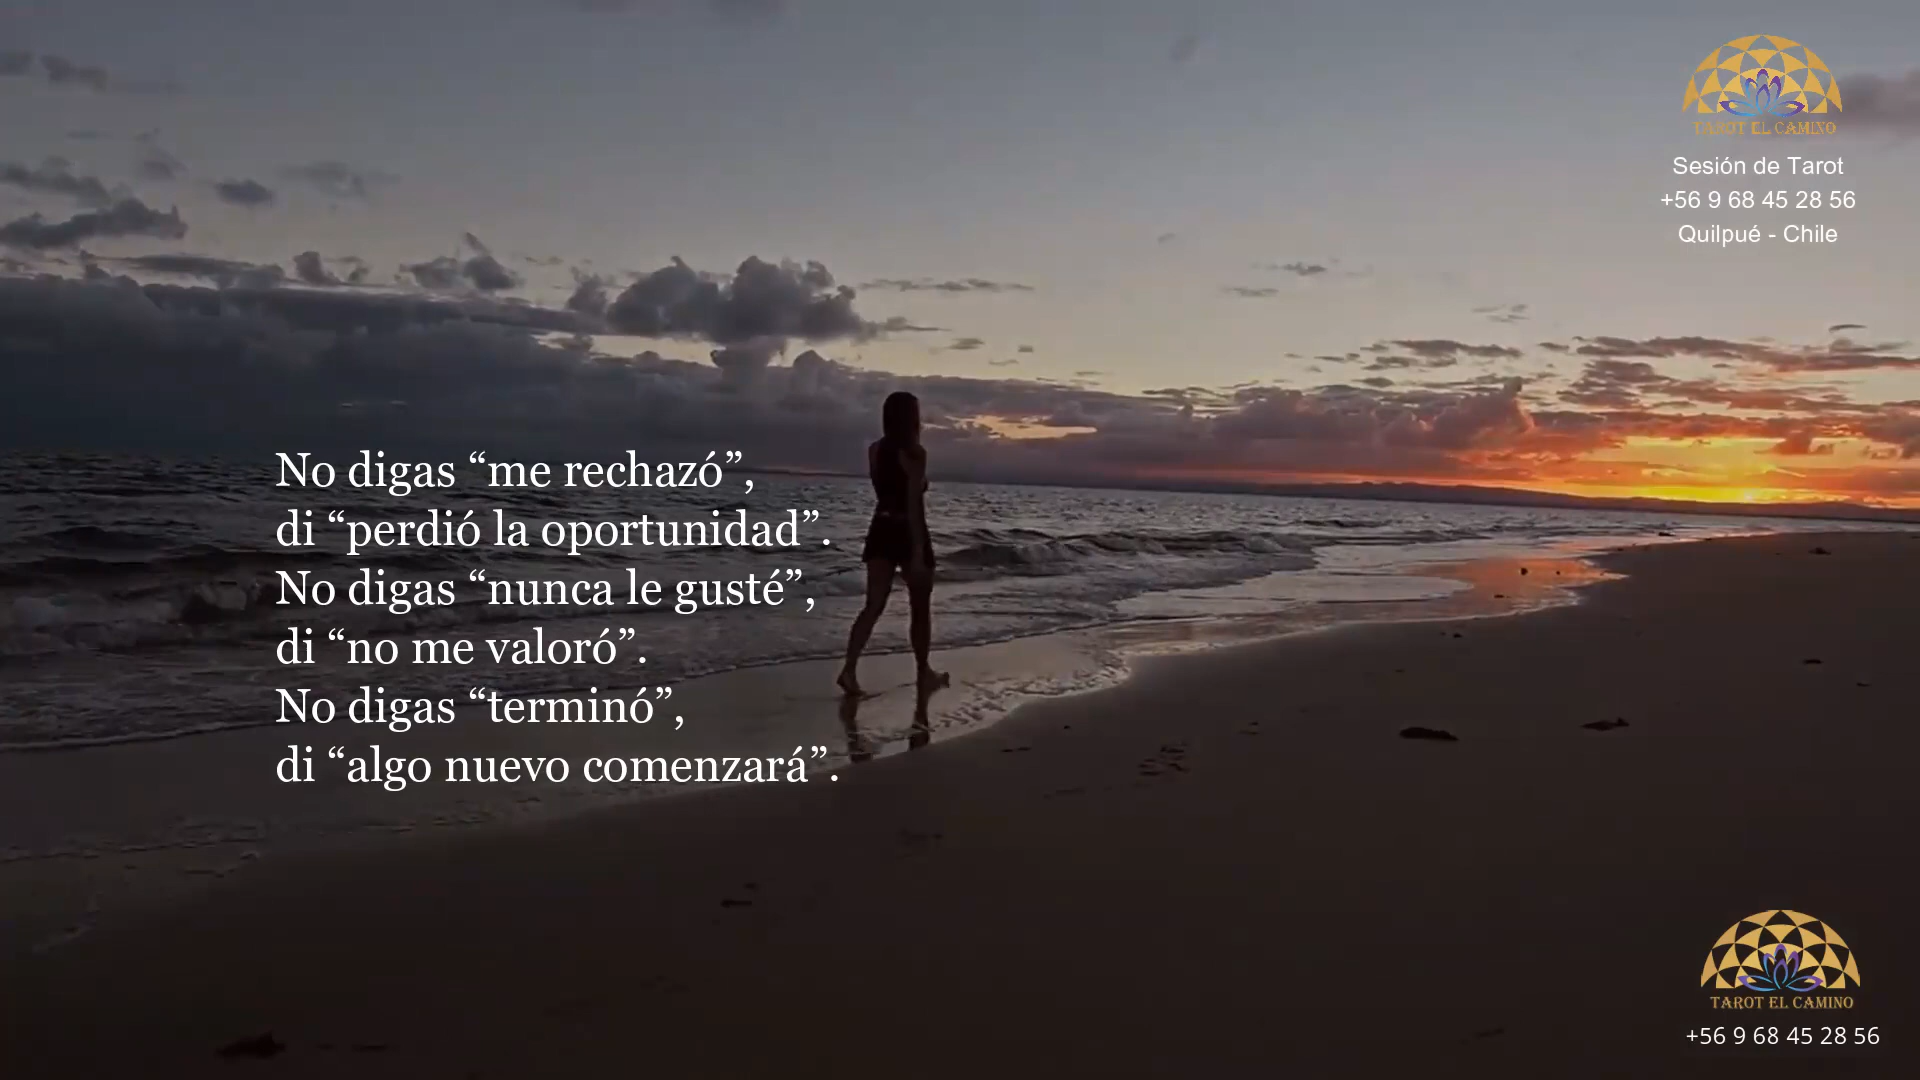 TAROT EL CAMINO
Sesión de Tarot
+56 9 68 45 28 56
Quilpué - Chile
No digas “me rechazó”,
di “perdió la oportunidad”.
No digas “nunca le gusté”,
di “no me valoró”.
No digas “terminó”,
di “algo nuevo comenzará”.
TAROT EL CAMINO
+56 9 68 45 28 56